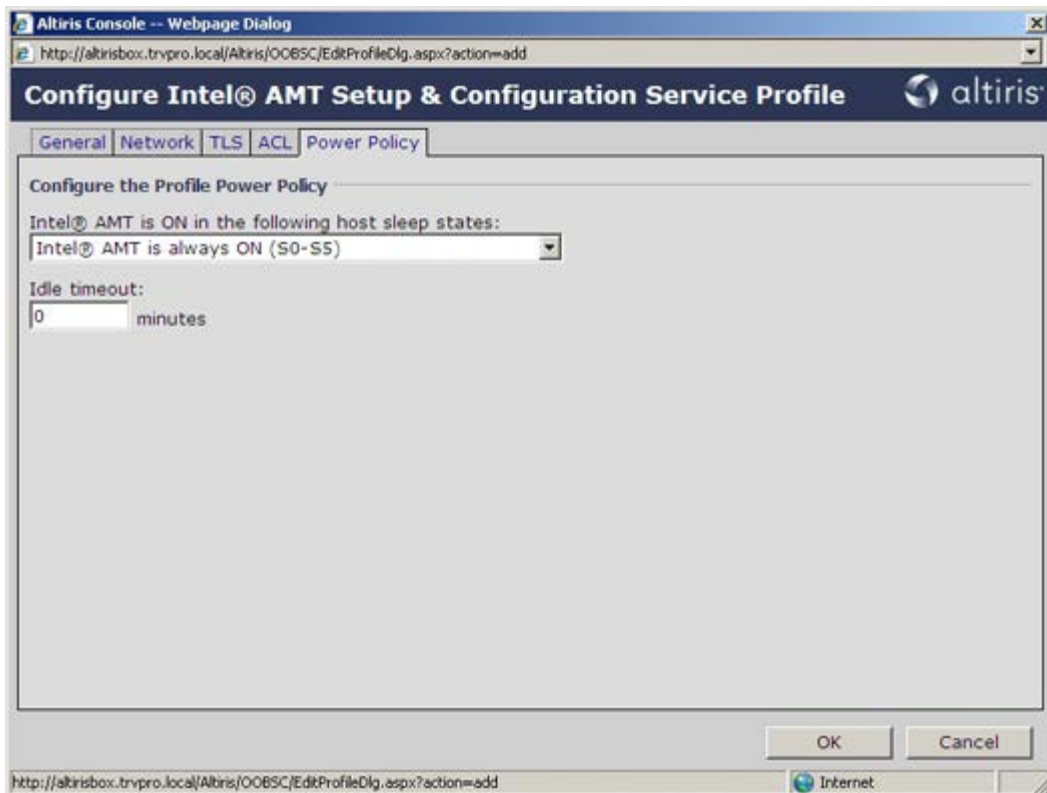 Altiris Console -- Webpage Dialog
http://altirisbox.trvpro.local/Altiris/OOBSC/EditProfileDlg.aspx?action=add
Configure Intel® AMT Setup & Configuration Service Profile
altiris
General Network TLS ACL Power Policy
Configure the Profile Power Policy
Intel® AMT is ON in the following host sleep states:
Intel® AMT is always ON (S0-S5)
Idle timeout:
0 minutes
OK Cancel
http://altirisbox.trvpro.local/Altiris/OOBSC/EditProfileDlg.aspx?action=add Internet